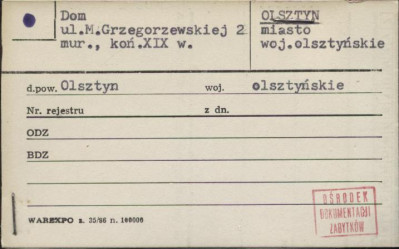 Dom
ul.M.Grzegorzewskiej 2
mur., koń.XIX w.
OLSZTYN
miasto
woj.olsztyńskie
d.pow. Olsztyn woj. olsztyńskie
Nr. rejestru z dn.
ODZ
BDZ
WAREXPO z. 35/86 n. 100000
OŚRODEK
DOKUMENTACJI
ZABYTKÓW